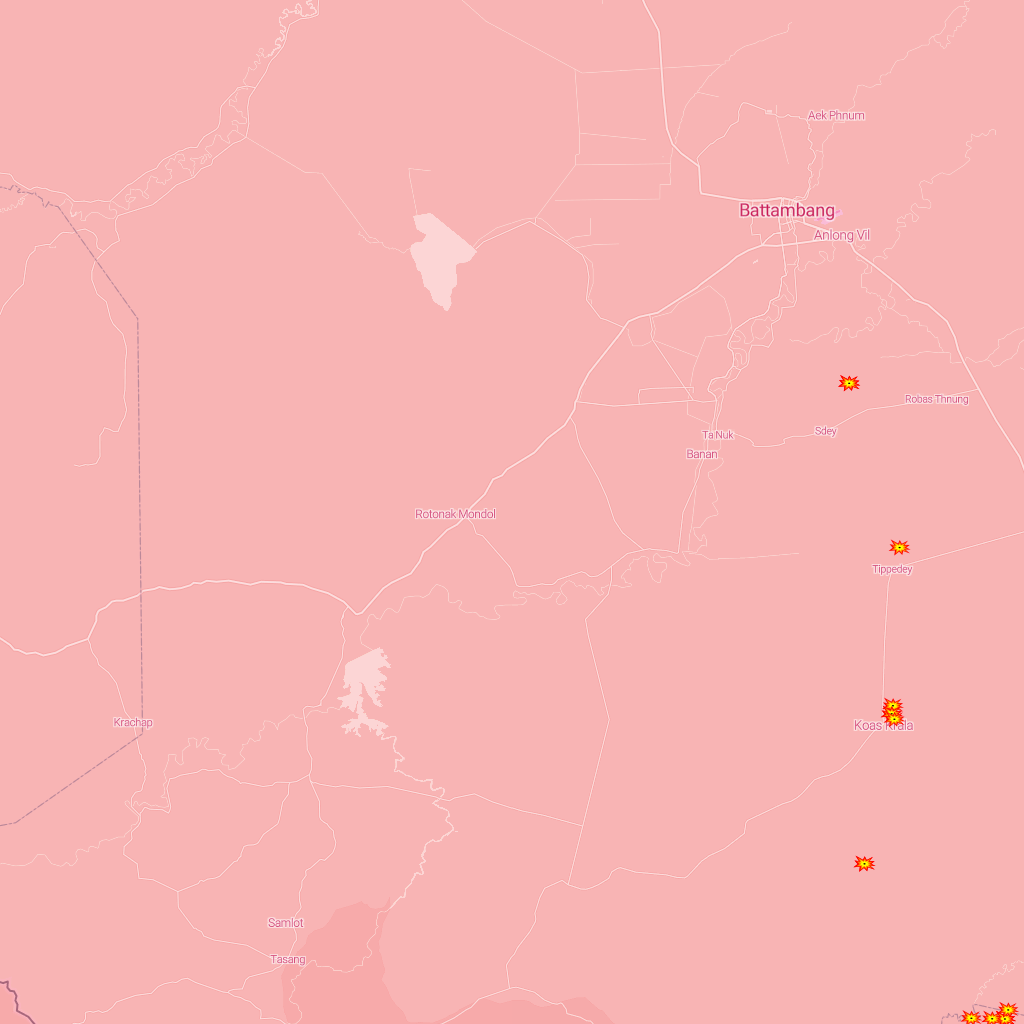 Aek Phnum
Battambang
Anlong Vil
Robas Thnung
Sdey
Ta Nuk
Banan
Rotonak Mondol
Tippedey
Krachap
Koas Krala
Samlot
Tasang